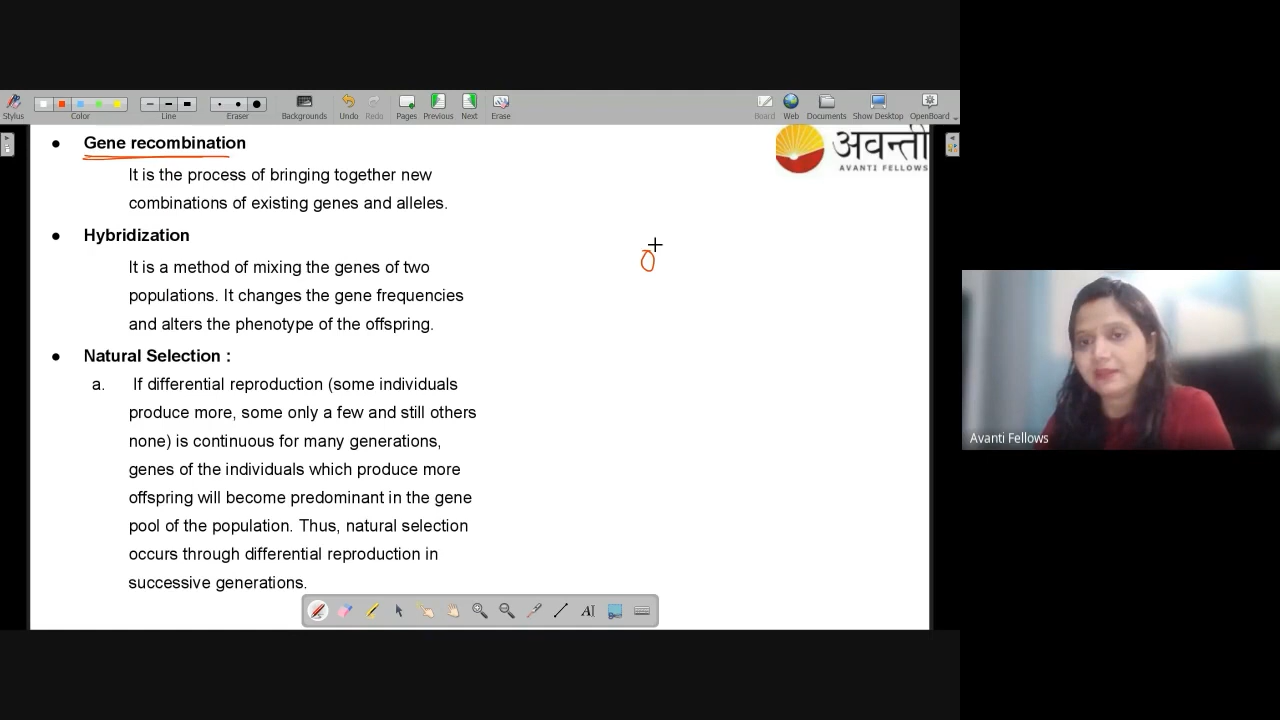 Stylus
Color
Line
Eraser
Backgrounds
Undo
Redo
Pages
Previous
Next
Erase
Board
Web
Documents
Show Desktop
OpenBoard
● Gene recombination
It is the process of bringing together new
combinations of existing genes and alleles.
● Hybridization
It is a method of mixing the genes of two
populations. It changes the gene frequencies
and alters the phenotype of the offspring.
● Natural Selection :
a. If differential reproduction (some individuals
produce more, some only a few and still others
none) is continuous for many generations,
genes of the individuals which produce more
offspring will become predominant in the gene
pool of the population. Thus, natural selection
occurs through differential reproduction in
successive generations.
अवन्ती
AVANTI FELLOWS
AI
Avanti Fellows